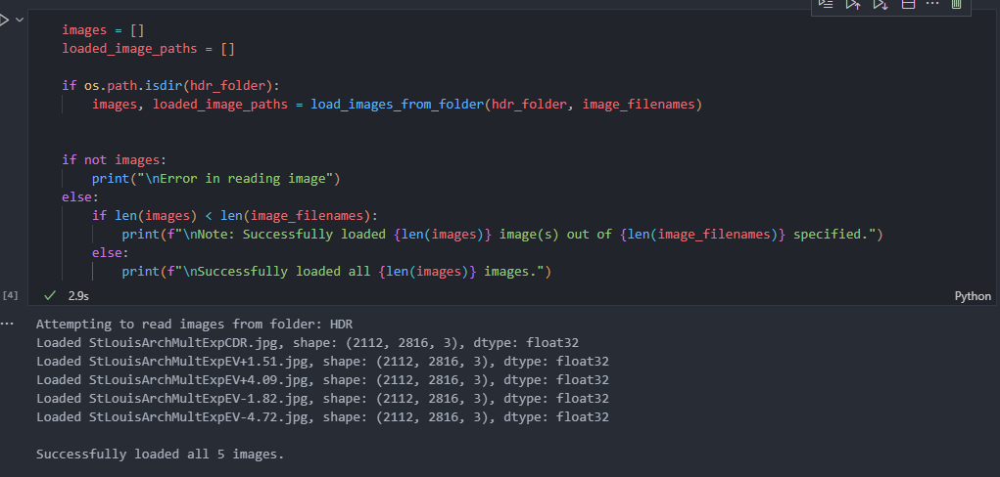 images = []
loaded_image_paths = []
if os.path.isdir(hdr_folder):
images, loaded_image_paths = load_images_from_folder(hdr_folder, image_filenames)
if not images:
print("\nError in reading image")
else:
if len(images) < len(image_filenames):
print(f"\nNote: Successfully loaded {len(images)} image(s) out of {len(image_filenames)} specified.")
else:
print(f"\nSuccessfully loaded all {len(images)} images.")
[4] 2.9s Python
Attempting to read images from folder: HDR
Loaded StLouisArchMultExpCDR.jpg, shape: (2112, 2816, 3), dtype: float32
Loaded StLouisArchMultExpEV+1.51.jpg, shape: (2112, 2816, 3), dtype: float32
Loaded StLouisArchMultExpEV+4.09.jpg, shape: (2112, 2816, 3), dtype: float32
Loaded StLouisArchMultExpEV-1.82.jpg, shape: (2112, 2816, 3), dtype: float32
Loaded StLouisArchMultExpEV-4.72.jpg, shape: (2112, 2816, 3), dtype: float32
Successfully loaded all 5 images.